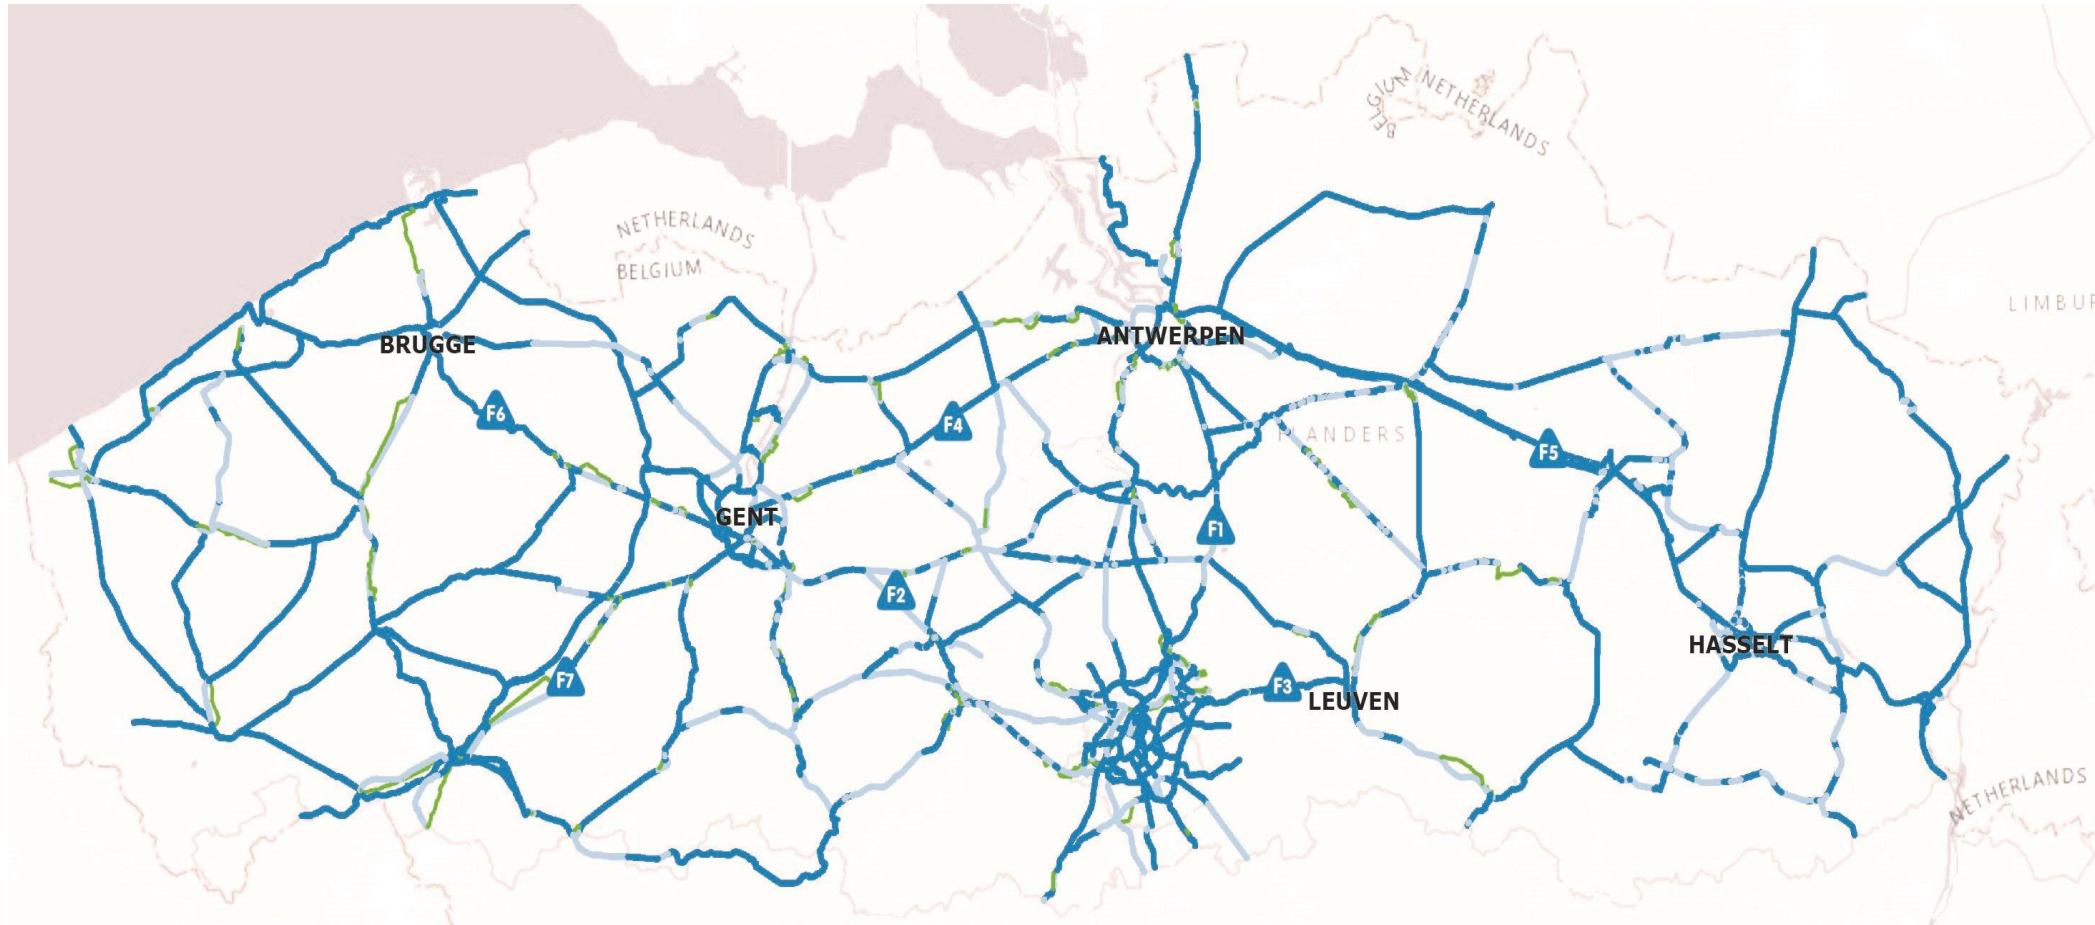 BELGIUM
NETHERLANDS
NETHERLANDS
BELGIUM
LIMBUR
ANTWERPEN
BRUGGE
F6
F4
FLANDERS
F5
GENT
F1
F2
HASSELT
F7
F3
LEUVEN
NETHERLANDS